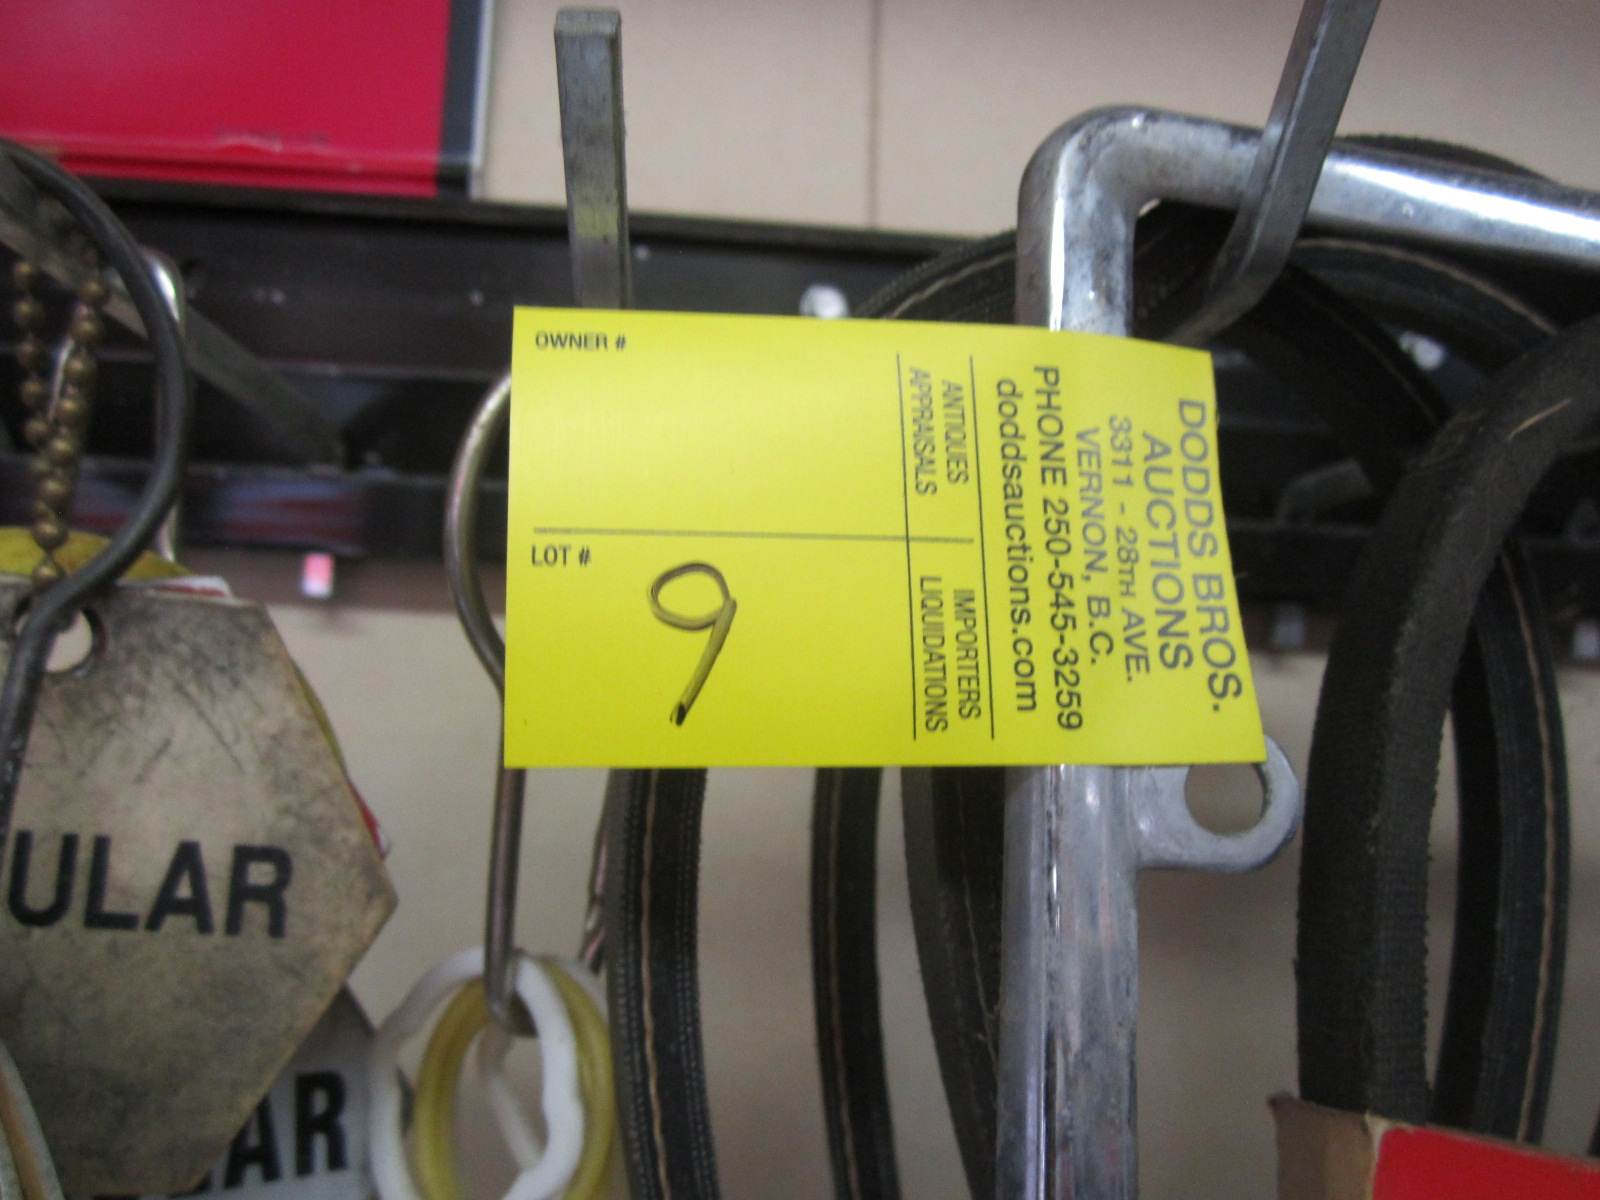 DODDS BROS.
AUCTIONS
3311 - 28TH AVE.
VERNON, B.C.
PHONE 250-545-3259
doddsauctions.com
ANTIQUES IMPORTERS
APPRAISALS LIQUIDATIONS
OWNER #
LOT #
9
ULAR
AR